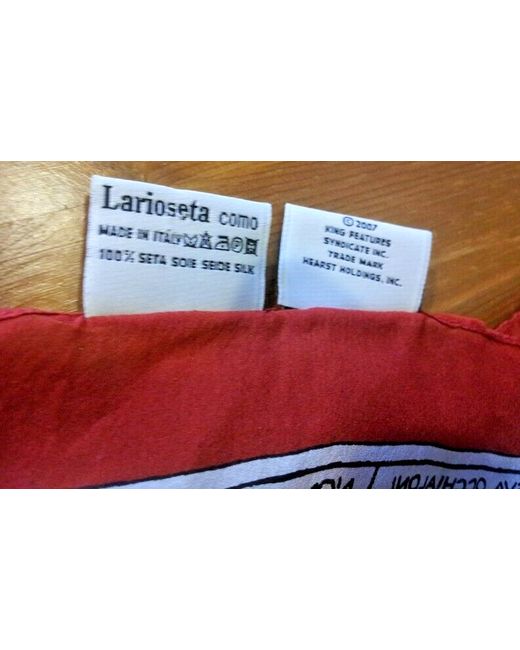 Larioseta como
MADE IN ITALY
100% SETA SOIE SEIDE SILK
© 2007
KING FEATURES
SYNDICATE INC.
TRADE MARK
HEARST HOLDINGS, INC.